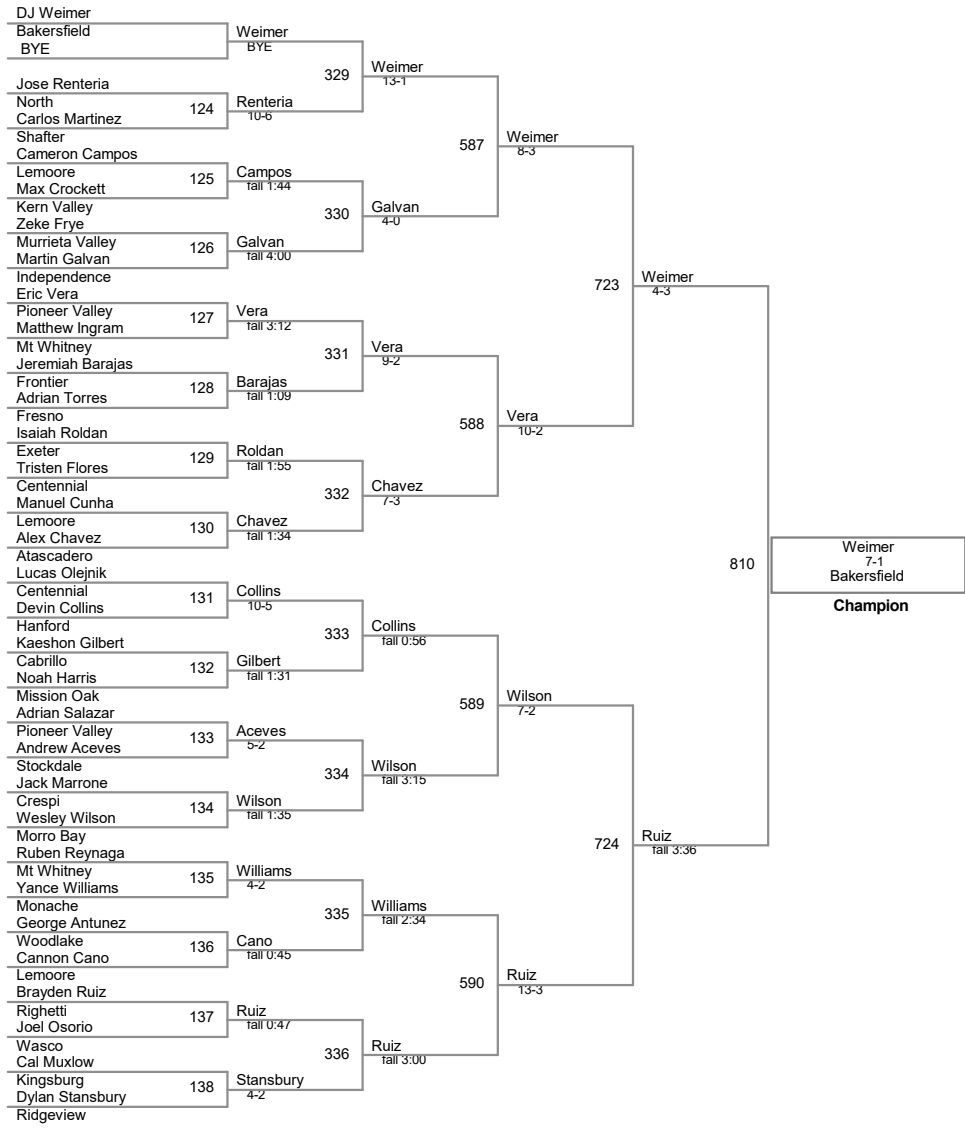 DJ Weimer
Bakersfield
BYE
Jose Renteria
North
Carlos Martinez
Shafter
Cameron Campos
Lemoore
Max Crockett
Kern Valley
Zeke Frye
Murrieta Valley
Martin Galvan
Independence
Eric Vera
Pioneer Valley
Matthew Ingram
Mt Whitney
Jeremiah Barajas
Frontier
Adrian Torres
Fresno
Isaiah Roldan
Exeter
Tristen Flores
Centennial
Manuel Cunha
Lemoore
Alex Chavez
Atascadero
Lucas Olejnik
Centennial
Devin Collins
Hanford
Kaeshon Gilbert
Cabrillo
Noah Harris
Mission Oak
Adrian Salazar
Pioneer Valley
Andrew Aceves
Stockdale
Jack Marrone
Crespi
Wesley Wilson
Morro Bay
Ruben Reynaga
Mt Whitney
Yance Williams
Monache
George Antunez
Woodlake
Cannon Cano
Lemoore
Brayden Ruiz
Righetti
Joel Osorio
Wasco
Cal Muxlow
Kingsburg
Dylan Stansbury
Ridgeview
124
125
126
127
128
129
130
131
132
133
134
135
136
137
138
Weimer
BYE
Renteria
10-6
Campos
fall 1:44
Galvan
fall 4:00
Vera
fall 3:12
Barajas
fall 1:09
Roldan
fall 1:55
Chavez
fall 1:34
Collins
10-5
Gilbert
fall 1:31
Aceves
5-2
Wilson
fall 1:35
Williams
4-2
Cano
fall 0:45
Ruiz
fall 0:47
Stansbury
4-2
329
330
331
332
333
334
335
336
Weimer
13-1
Galvan
4-0
Vera
9-2
Chavez
7-3
Collins
fall 0:56
Wilson
fall 3:15
Williams
fall 2:34
Ruiz
fall 3:00
587
588
589
590
Weimer
8-3
Vera
10-2
Wilson
7-2
Ruiz
13-3
723
724
Weimer
4-3
Ruiz
fall 3:36
810
Weimer
7-1
Bakersfield
Champion